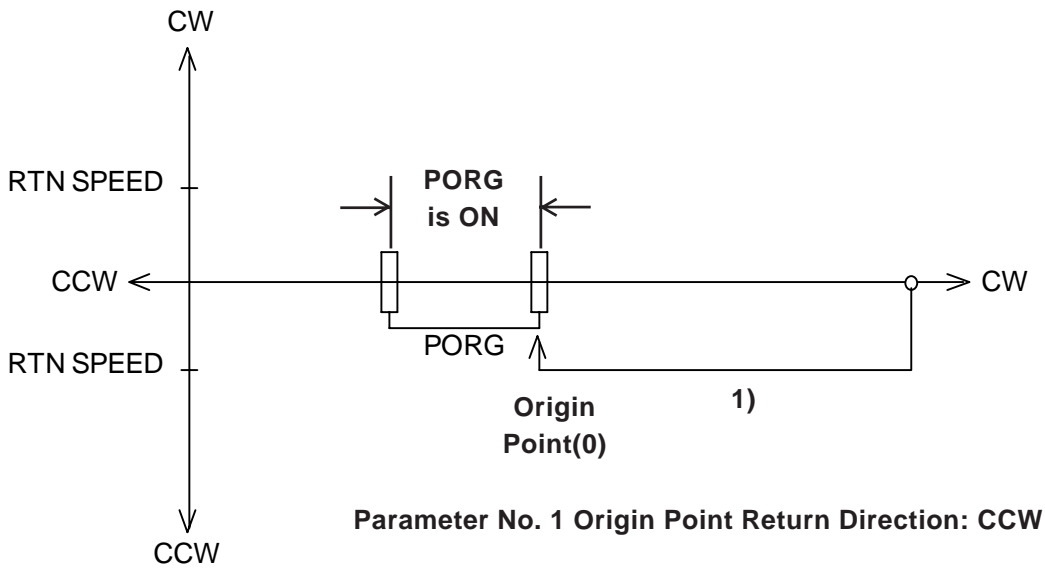 CW
RTN SPEED
PORG
is ON
CCW
CW
PORG
RTN SPEED
1)
Origin
Point(0)
Parameter No. 1 Origin Point Return Direction: CCW
CCW